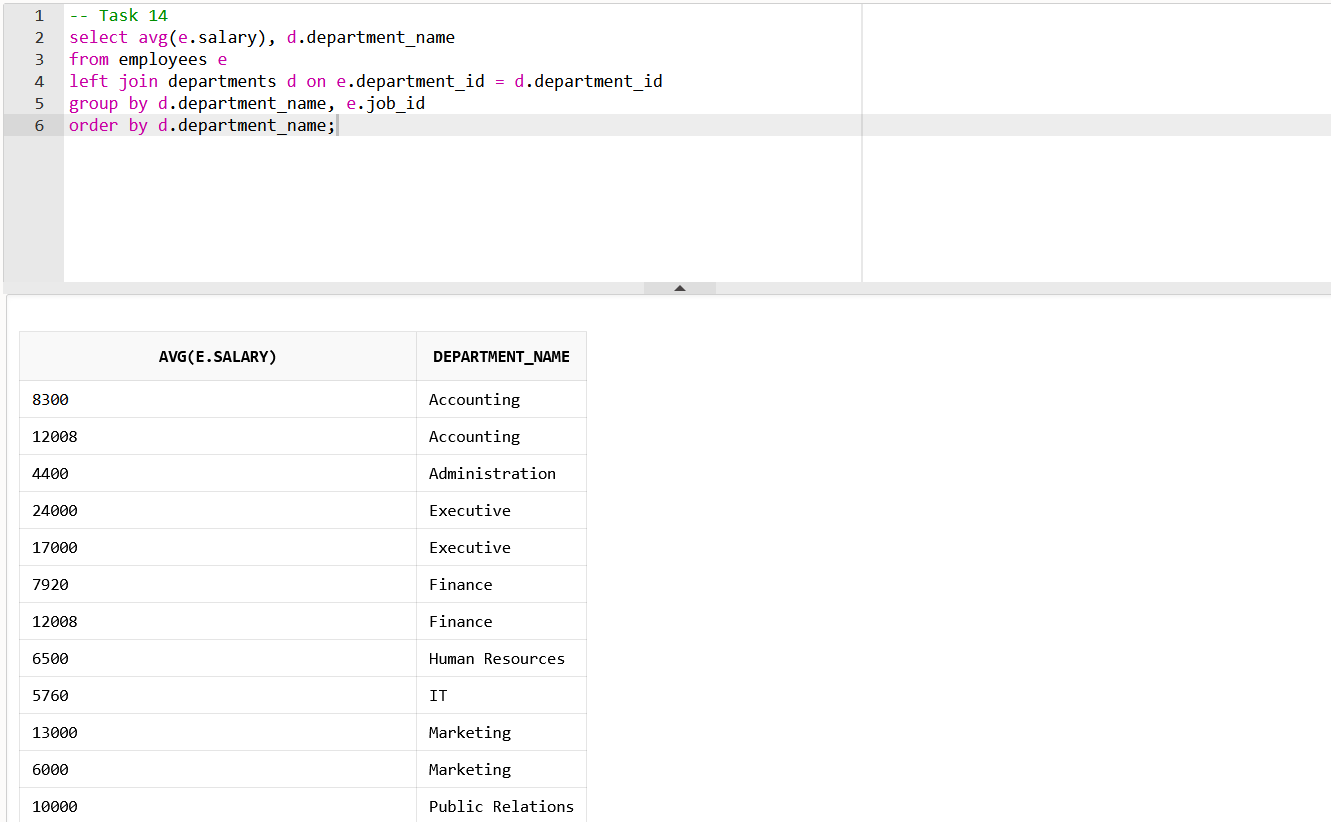 1 -- Task 14
2 select avg(e.salary), d.department_name
3 from employees e
4 left join departments d on e.department_id = d.department_id
5 group by d.department_name, e.job_id
6 order by d.department_name;
AVG(E.SALARY) DEPARTMENT_NAME
8300 Accounting
12008 Accounting
4400 Administration
24000 Executive
17000 Executive
7920 Finance
12008 Finance
6500 Human Resources
5760 IT
13000 Marketing
6000 Marketing
10000 Public Relations